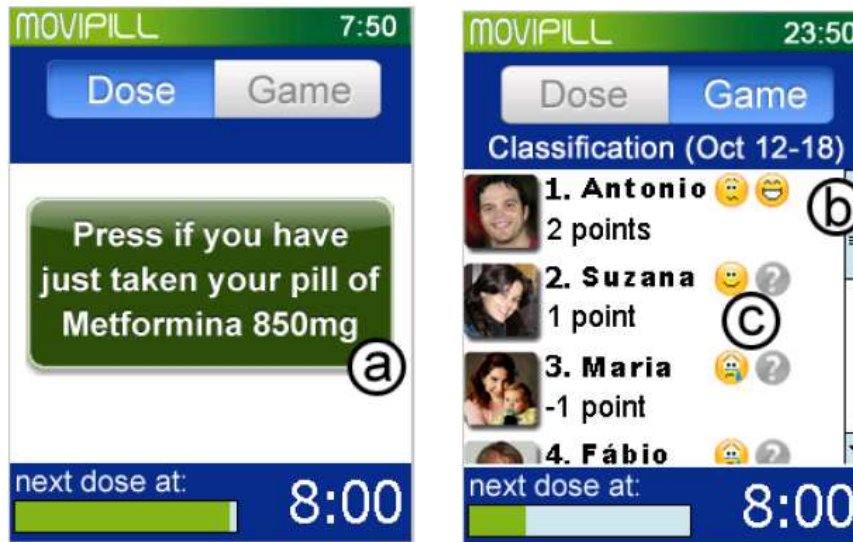 MOVIPILL 7:50
Dose Game
Press if you have
just taken your pill of
Metformina 850mg
a
next dose at:
8:00
MOVIPILL 23:50
Dose Game
Classification (Oct 12-18)
1. Antonio
2 points
b
2. Suzana ?
1 point
c
3. Maria ?
-1 point
4. Fábio ?
next dose at:
8:00